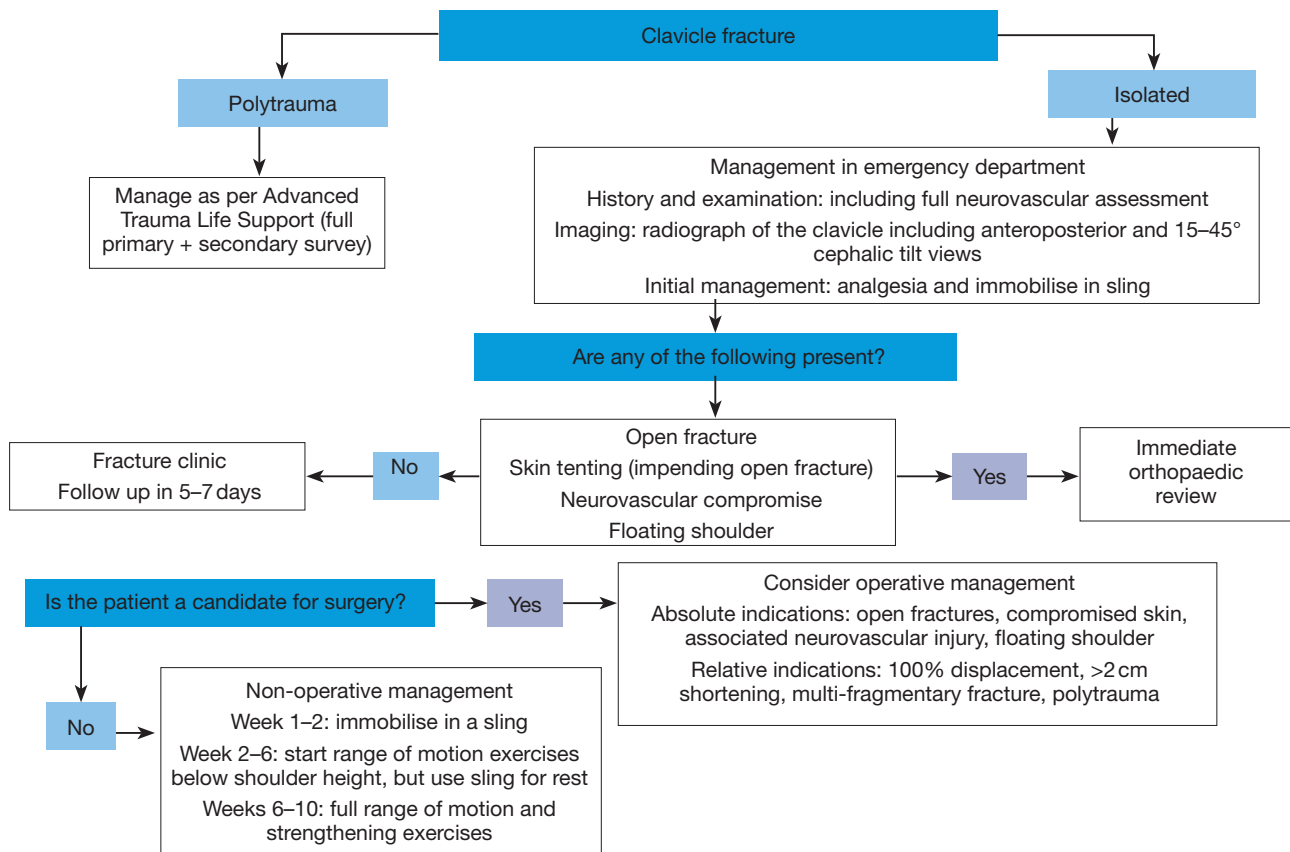 Clavicle fracture
Polytrauma
Isolated
Manage as per Advanced
Trauma Life Support (full
primary + secondary survey)
Management in emergency department
History and examination: including full neurovascular assessment
Imaging: radiograph of the clavicle including anteroposterior and 15–45°
cephalic tilt views
Initial management: analgesia and immobilise in sling
Are any of the following present?
Open fracture
Skin tenting (impending open fracture)
Neurovascular compromise
Floating shoulder
No
Fracture clinic
Follow up in 5–7 days
Yes
Immediate
orthopaedic
review
Is the patient a candidate for surgery?
Yes
Consider operative management
Absolute indications: open fractures, compromised skin,
associated neurovascular injury, floating shoulder
Relative indications: 100% displacement, >2 cm
shortening, multi-fragmentary fracture, polytrauma
No
Non-operative management
Week 1–2: immobilise in a sling
Week 2–6: start range of motion exercises
below shoulder height, but use sling for rest
Weeks 6–10: full range of motion and
strengthening exercises